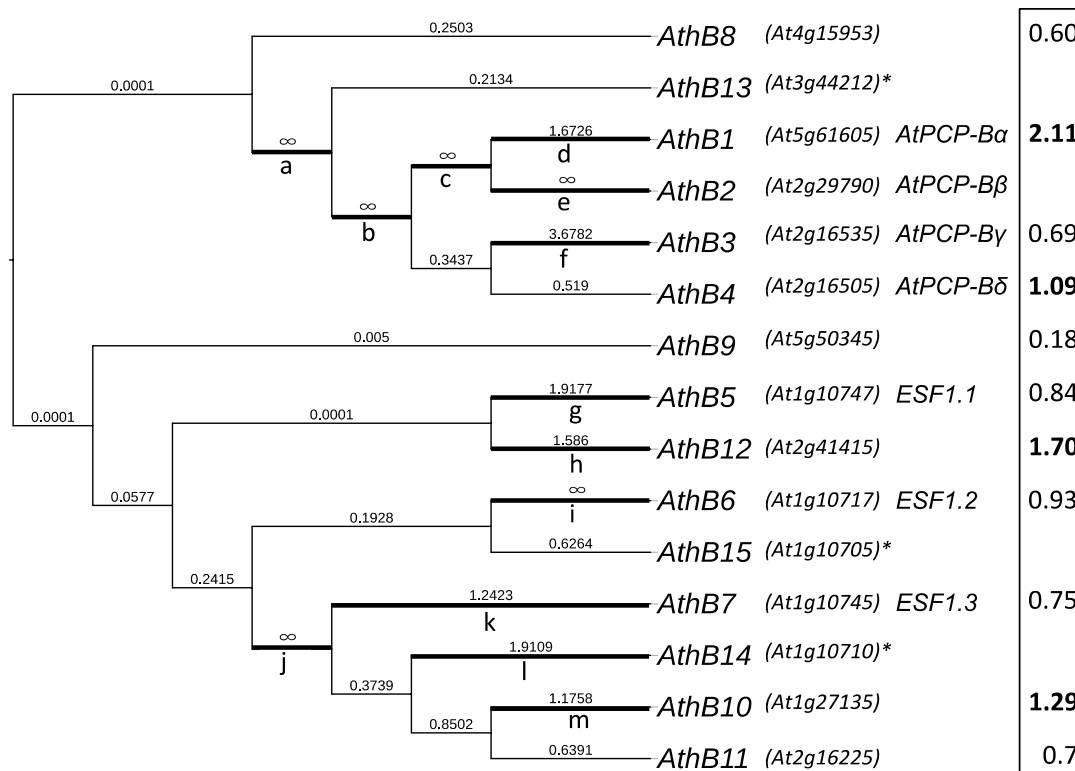 0.2503 AthB8 (At4g15953) 0.60
0.2134 AthB13 (At3g44212)*
0.0001
∞ 1.6726 AthB1 (At5g61605) AtPCP-Bα 2.11
a ∞ d
c ∞ AthB2 (At2g29790) AtPCP-Bβ
∞ e
b 3.6782 AthB3 (At2g16535) AtPCP-Bγ 0.69
0.3437 f
0.519 AthB4 (At2g16505) AtPCP-Bδ 1.09
0.005 AthB9 (At5g50345) 0.18
1.9177 AthB5 (At1g10747) ESF1.1 0.84
0.0001 0.0001 g
1.586 AthB12 (At2g41415) 1.70
h
0.0577 ∞ AthB6 (At1g10717) ESF1.2 0.93
0.1928 i
0.6264 AthB15 (At1g10705)*
0.2415
1.2423 AthB7 (At1g10745) ESF1.3 0.75
∞ k
j 1.9109 AthB14 (At1g10710)*
0.3739 l
1.1758 AthB10 (At1g27135) 1.29
0.8502 m
0.6391 AthB11 (At2g16225) 0.7